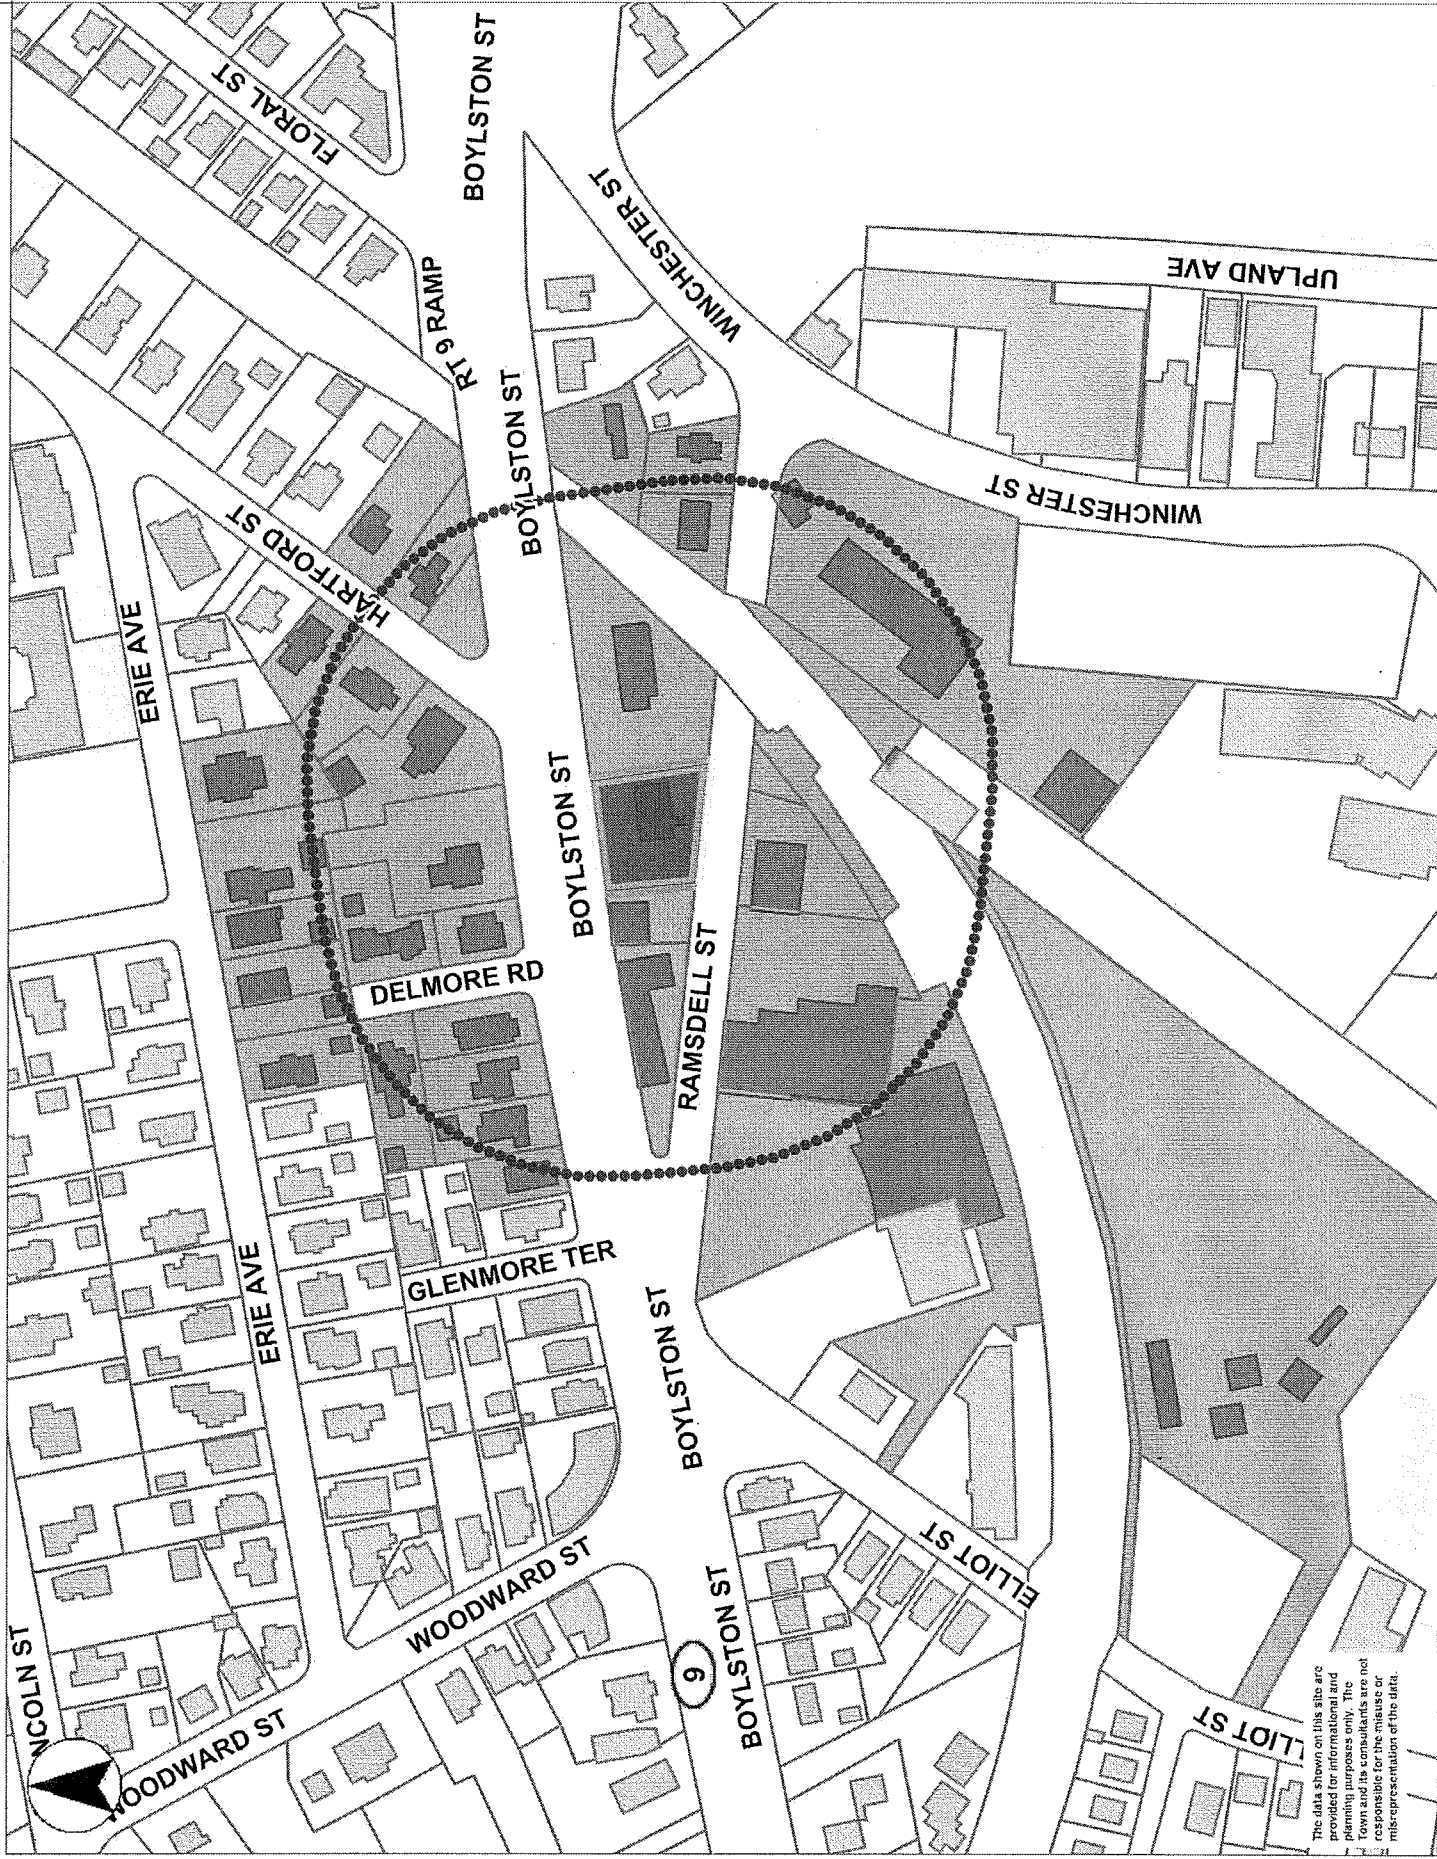 BOYLSTON ST
FLORAL ST
BOYLSTON ST
WINCHESTER ST
RT 9 RAMP
UPLAND AVE
BOYLSTON ST
HARTFORD ST
WINCHESTER ST
ERIE AVE
BOYLSTON ST
DELMORE RD
RAMSDELL ST
GLENMORE TER
ERIE AVE
BOYLSTON ST
ELLIOT ST
WOODWARD ST
BOYLSTON ST
9
NCOLN ST
WOODWARD ST
LLIOT ST
The data shown on this site are
provided for informational and
planning purposes only. The
Town and its consultants are not
responsible for the misuse or
misrepresentation of the data.